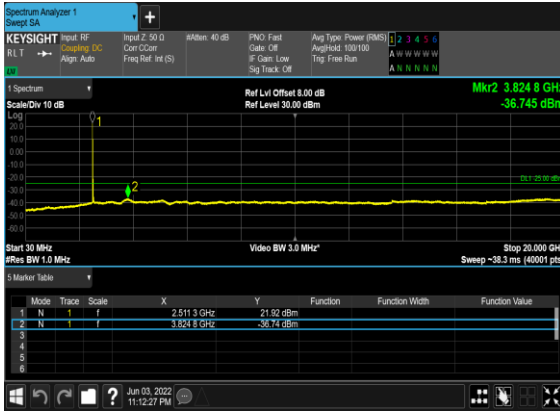 Spectrum Analyzer 1
Swept SA
KEYSIGHT Input: RF Input Z: 50 Ω #Atten: 40 dB PNO: Fast Avg Type: Power (RMS) 1 2 3 4 5 6
RLT Coupling: DC Corr CCorr Gate: Off Avg|Hold: 100/100 A W W W W W
Align: Auto Freq Ref: Int (S) IF Gain: Low Trig: Free Run
Sig Track: Off A N N N N N
1 Spectrum
Ref Lvl Offset 8.00 dB Mkr2 3.824 8 GHz
Scale/Div 10 dB Ref Level 30.00 dBm -36.745 dBm
Log
20.0
10.0
0.00
-10.0
-20.0
-30.0
-40.0
-50.0
-60.0
1
2
DL1 -25.00 dBm
Start 30 MHz Video BW 3.0 MHz* Stop 20.000 GHz
#Res BW 1.0 MHz Sweep ~38.3 ms (40001 pts)
5 Marker Table
Mode Trace Scale X Y Function Function Width Function Value
1 N 1 f 2.511 3 GHz 21.92 dBm
2 N 1 f 3.824 8 GHz -36.74 dBm
3
4
5
6
Jun 03, 2022
11:12:27 PM